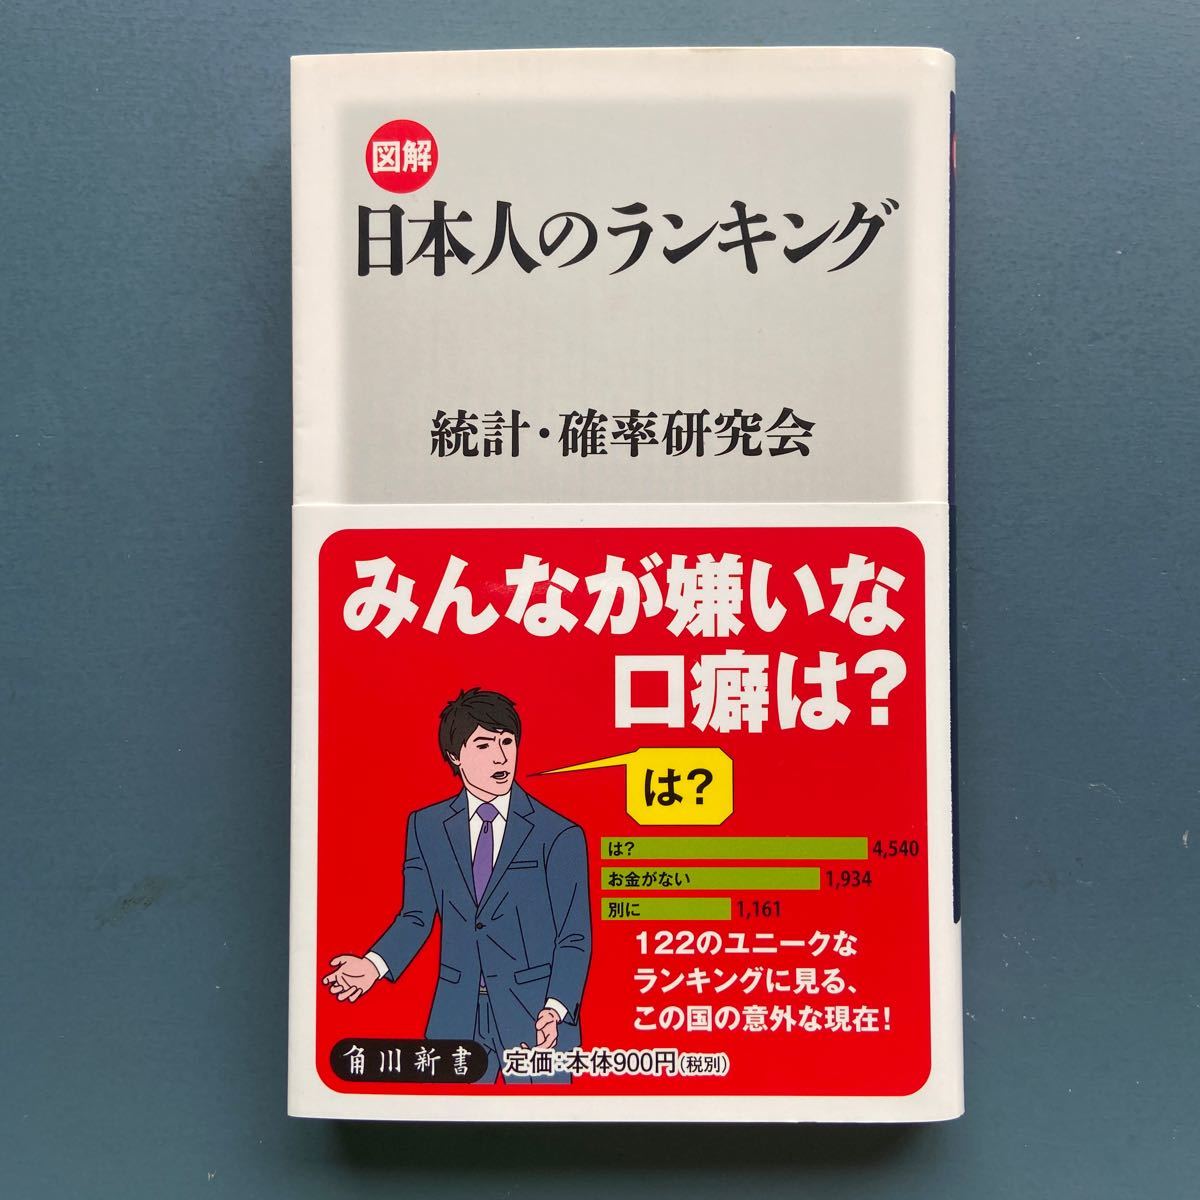 図解
日本人のランキング
統計・確率研究会
みんなが嫌いな
口癖は?
は?
は? 4,540
お金がない 1,934
別に 1,161
122のユニークな
ランキングに見る、
この国の意外な現在!
角川新書 定価:本体900円(税別)